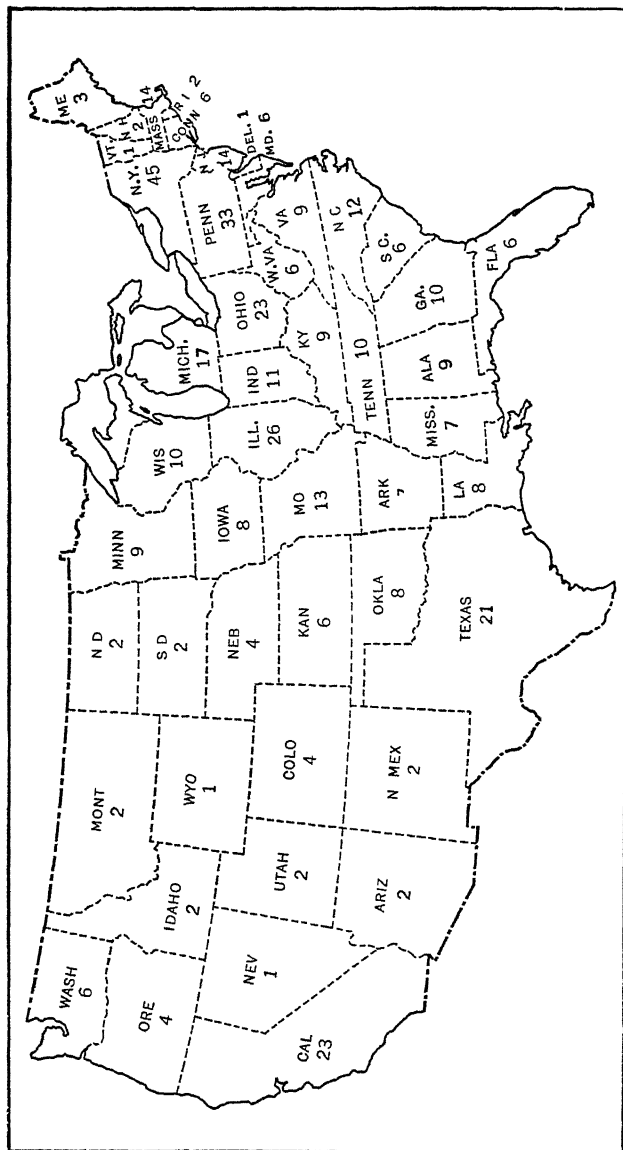 WASH
6
ORE
4
CAL
23
NEV
1
IDAHO
2
MONT
2
WYO
1
UTAH
2
ARIZ
2
COLO
4
N MEX
2
N D
2
S D
2
NEB
4
KAN
6
OKLA
8
TEXAS
21
MINN
9
IOWA
8
MO
13
ARK
7
LA
8
WIS
10
ILL.
26
MICH.
17
IND
11
OHIO
23
KY
9
TENN 10
MISS.
7
ALA
9
GA.
10
FLA
6
S C.
6
N C
12
VA
9
W.VA
6
PENN
33
N.Y.
45
VT.
1
N H
2
ME
3
MASS 14
R I 2
CONN 6
N J
14
DEL. 1
MD. 6